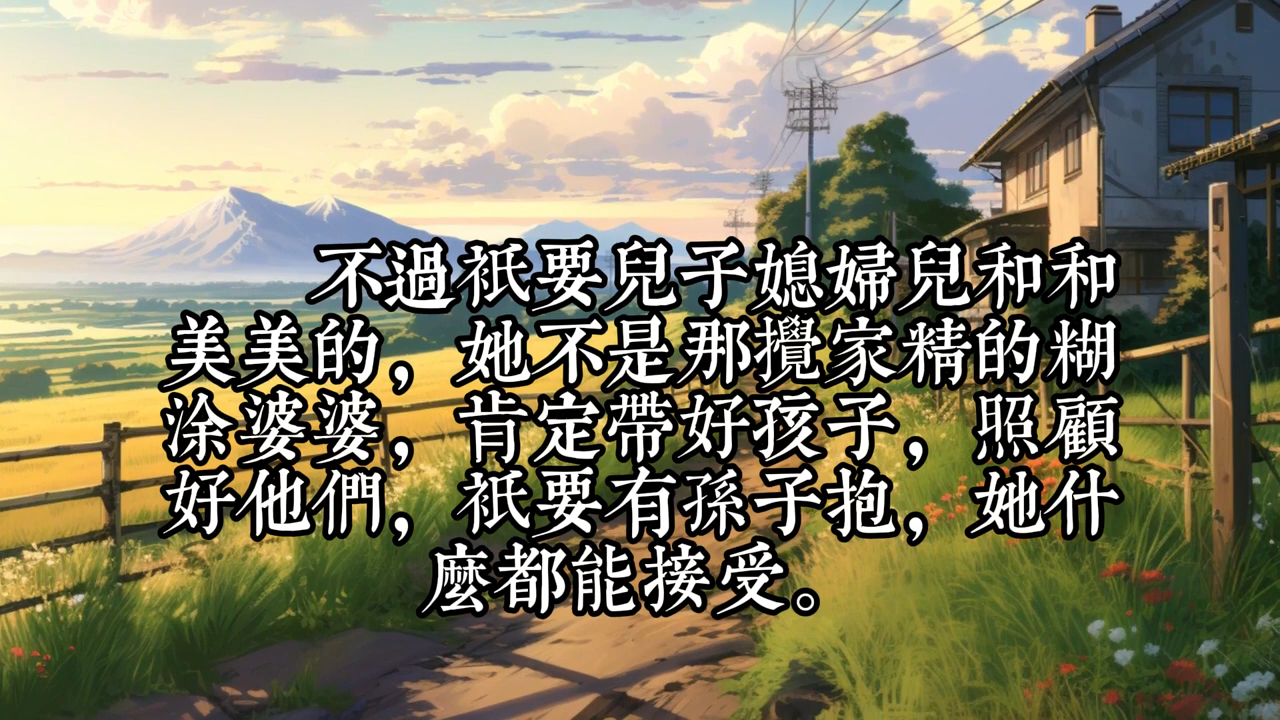 不過祇要兒子媳婦兒和和
美美的，她不是那攪家精的糊
涂婆婆，肯定帶好孩子，照顧
好他們，祇要有孫子抱，她什
麼都能接受。